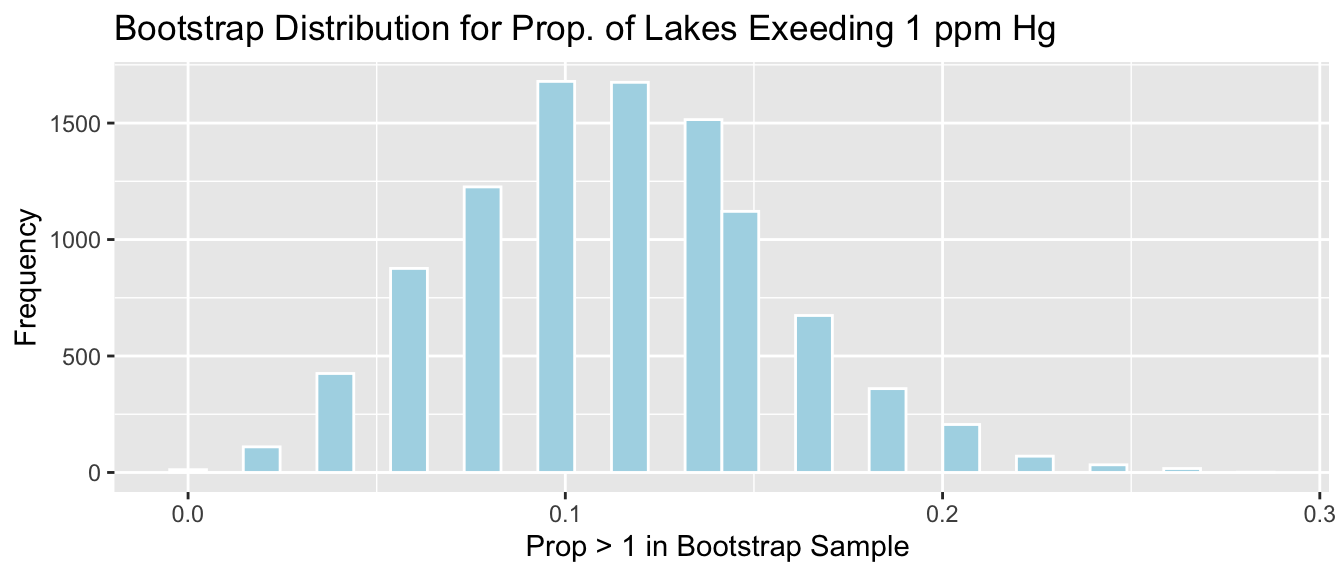 Bootstrap Distribution for Prop. of Lakes Exeeding 1 ppm Hg
1500
1000
500
0
Frequency
0.0 0.1 0.2 0.3
Prop > 1 in Bootstrap Sample